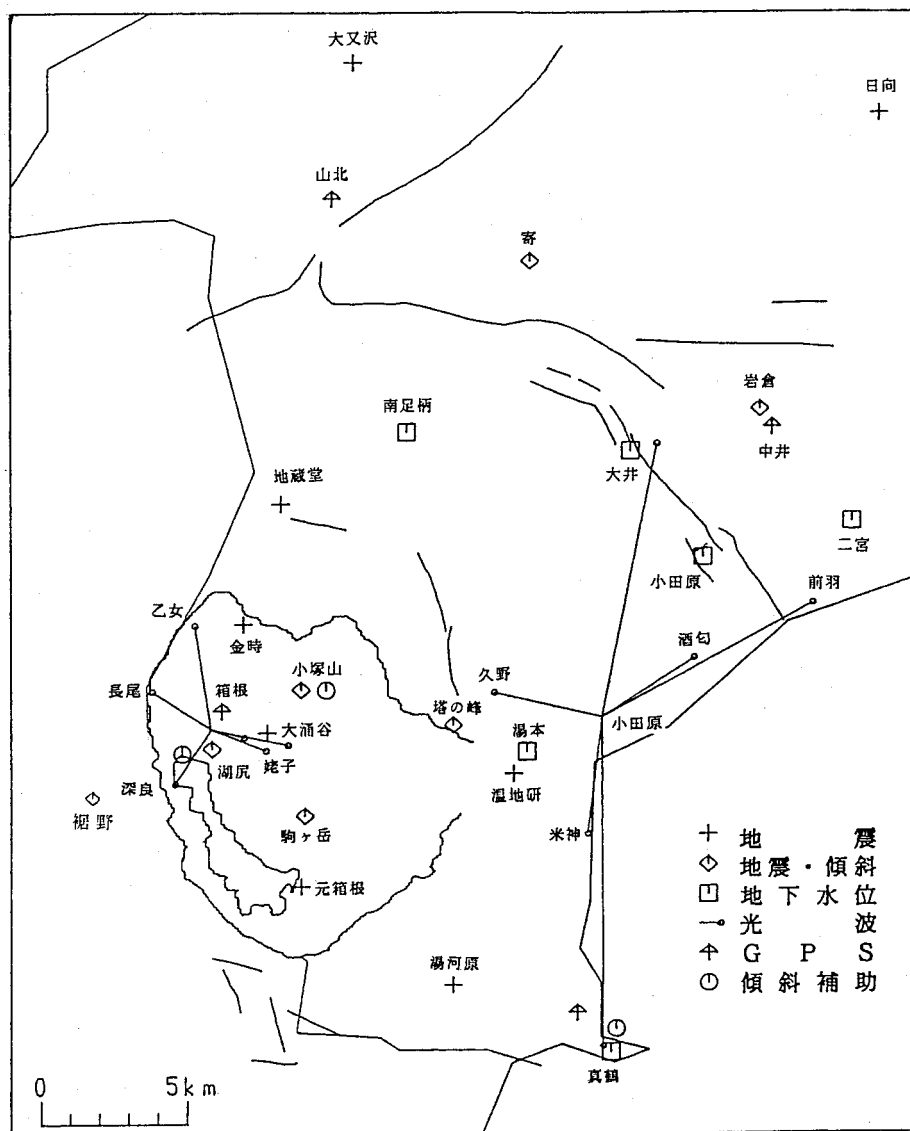 大又沢
日向
山北
寄
岩倉
中井
南足柄
大井
地蔵堂
二宮
小田原
前羽
乙女
金時
酒匂
小塚山
久野
長尾
箱根
塔の峰
小田原
大涌谷
湯本
湖尻
姥子
温地研
深良
裾野
駒ヶ岳
米神
元箱根
湯河原
真鶴
+ 地震
地震・傾斜
地下水位
光波
GPS
傾斜補助
0 5km